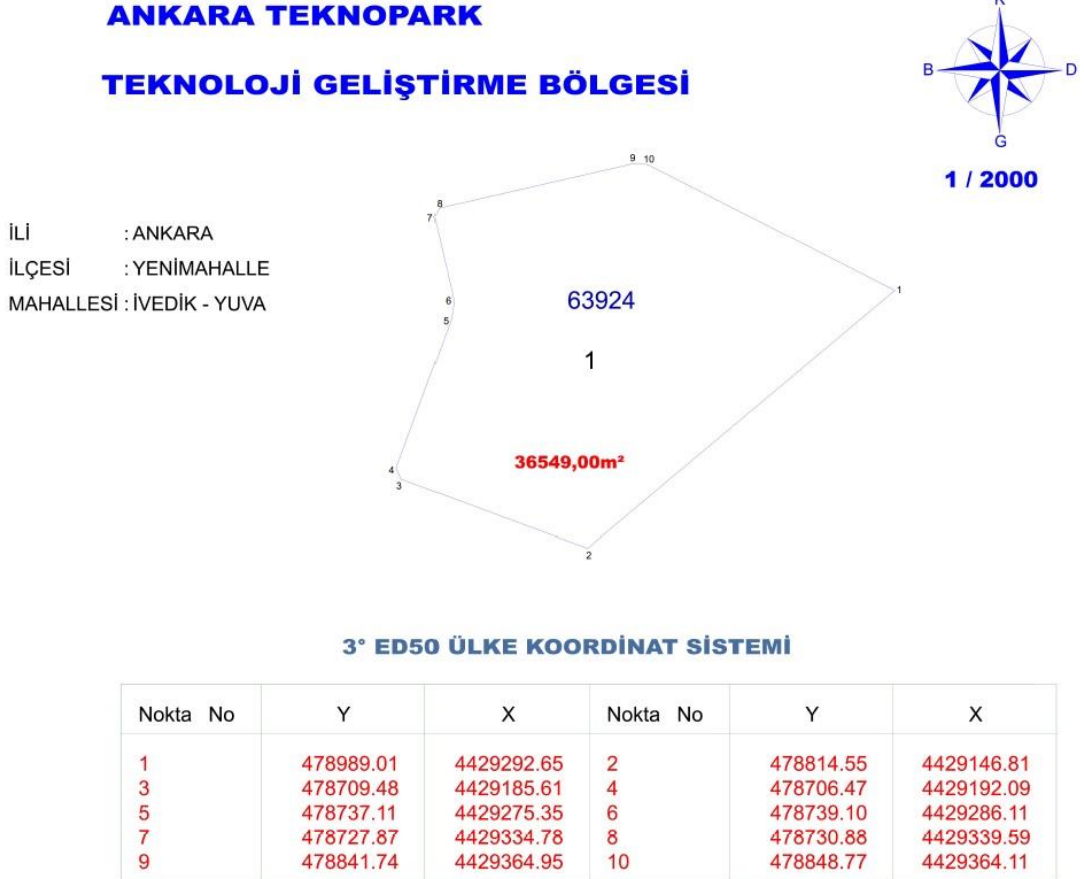 ANKARA TEKNOPARK
TEKNOLOJİ GELİŞTİRME BÖLGESİ
K
B D
G
1 / 2000
İLİ : ANKARA
İLÇESİ : YENİMAHALLE
MAHALLESİ : İVEDİK - YUVA
9 10
8
7
6
5
63924
1
1
36549,00m²
4
3
2
3° ED50 ÜLKE KOORDİNAT SİSTEMİ
Nokta No Y X Nokta No Y X
1 478989.01 4429292.65 2 478814.55 4429146.81
3 478709.48 4429185.61 4 478706.47 4429192.09
5 478737.11 4429275.35 6 478739.10 4429286.11
7 478727.87 4429334.78 8 478730.88 4429339.59
9 478841.74 4429364.95 10 478848.77 4429364.11